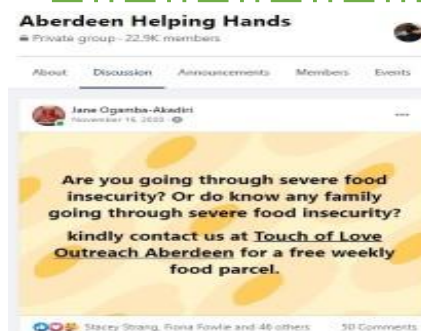 Aberdeen Helping Hands
Private group · 22.9K members
About Discussion Announcements Members Events
Jane Ogamba-Akadiri
November 16, 2020
Are you going through severe food
insecurity? Or do know any family
going through severe food insecurity?
kindly contact us at Touch of Love
Outreach Aberdeen for a free weekly
food parcel.
Stacey Strang, Fiona Fowlie and 46 others 50 Comments